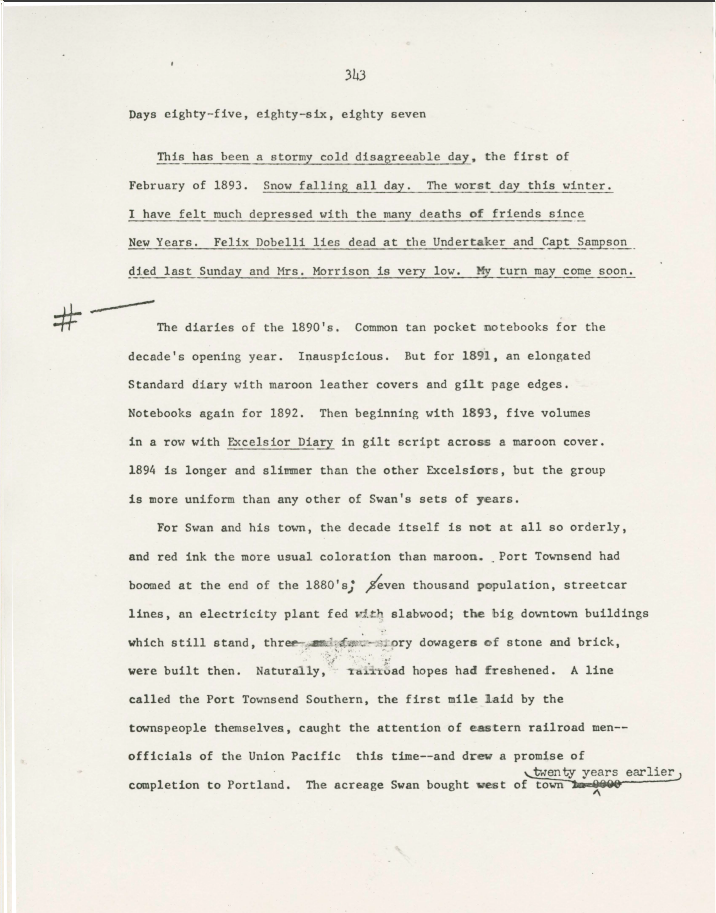 343
Days eighty-five, eighty-six, eighty seven
This has been a stormy cold disagreeable day, the first of
February of 1893. Snow falling all day. The worst day this winter.
I have felt much depressed with the many deaths of friends since
New Years. Felix Dobelli lies dead at the Undertaker and Capt Sampson
died last Sunday and Mrs. Morrison is very low. My turn may come soon.
#
The diaries of the 1890's. Common tan pocket notebooks for the
decade's opening year. Inauspicious. But for 1891, an elongated
Standard diary with maroon leather covers and gilt page edges.
Notebooks again for 1892. Then beginning with 1893, five volumes
in a row with Excelsior Diary in gilt script across a maroon cover.
1894 is longer and slimmer than the other Excelsiors, but the group
is more uniform than any other of Swan's sets of years.
For Swan and his town, the decade itself is not at all so orderly,
and red ink the more usual coloration than maroon. Port Townsend had
boomed at the end of the 1880's; seven thousand population, streetcar
lines, an electricity plant fed with slabwood; the big downtown buildings
which still stand, three- and four-story dowagers of stone and brick,
were built then. Naturally, railroad hopes had freshened. A line
called the Port Townsend Southern, the first mile laid by the
townspeople themselves, caught the attention of eastern railroad men--
officials of the Union Pacific this time--and drew a promise of
twenty years earlier
completion to Portland. The acreage Swan bought west of town